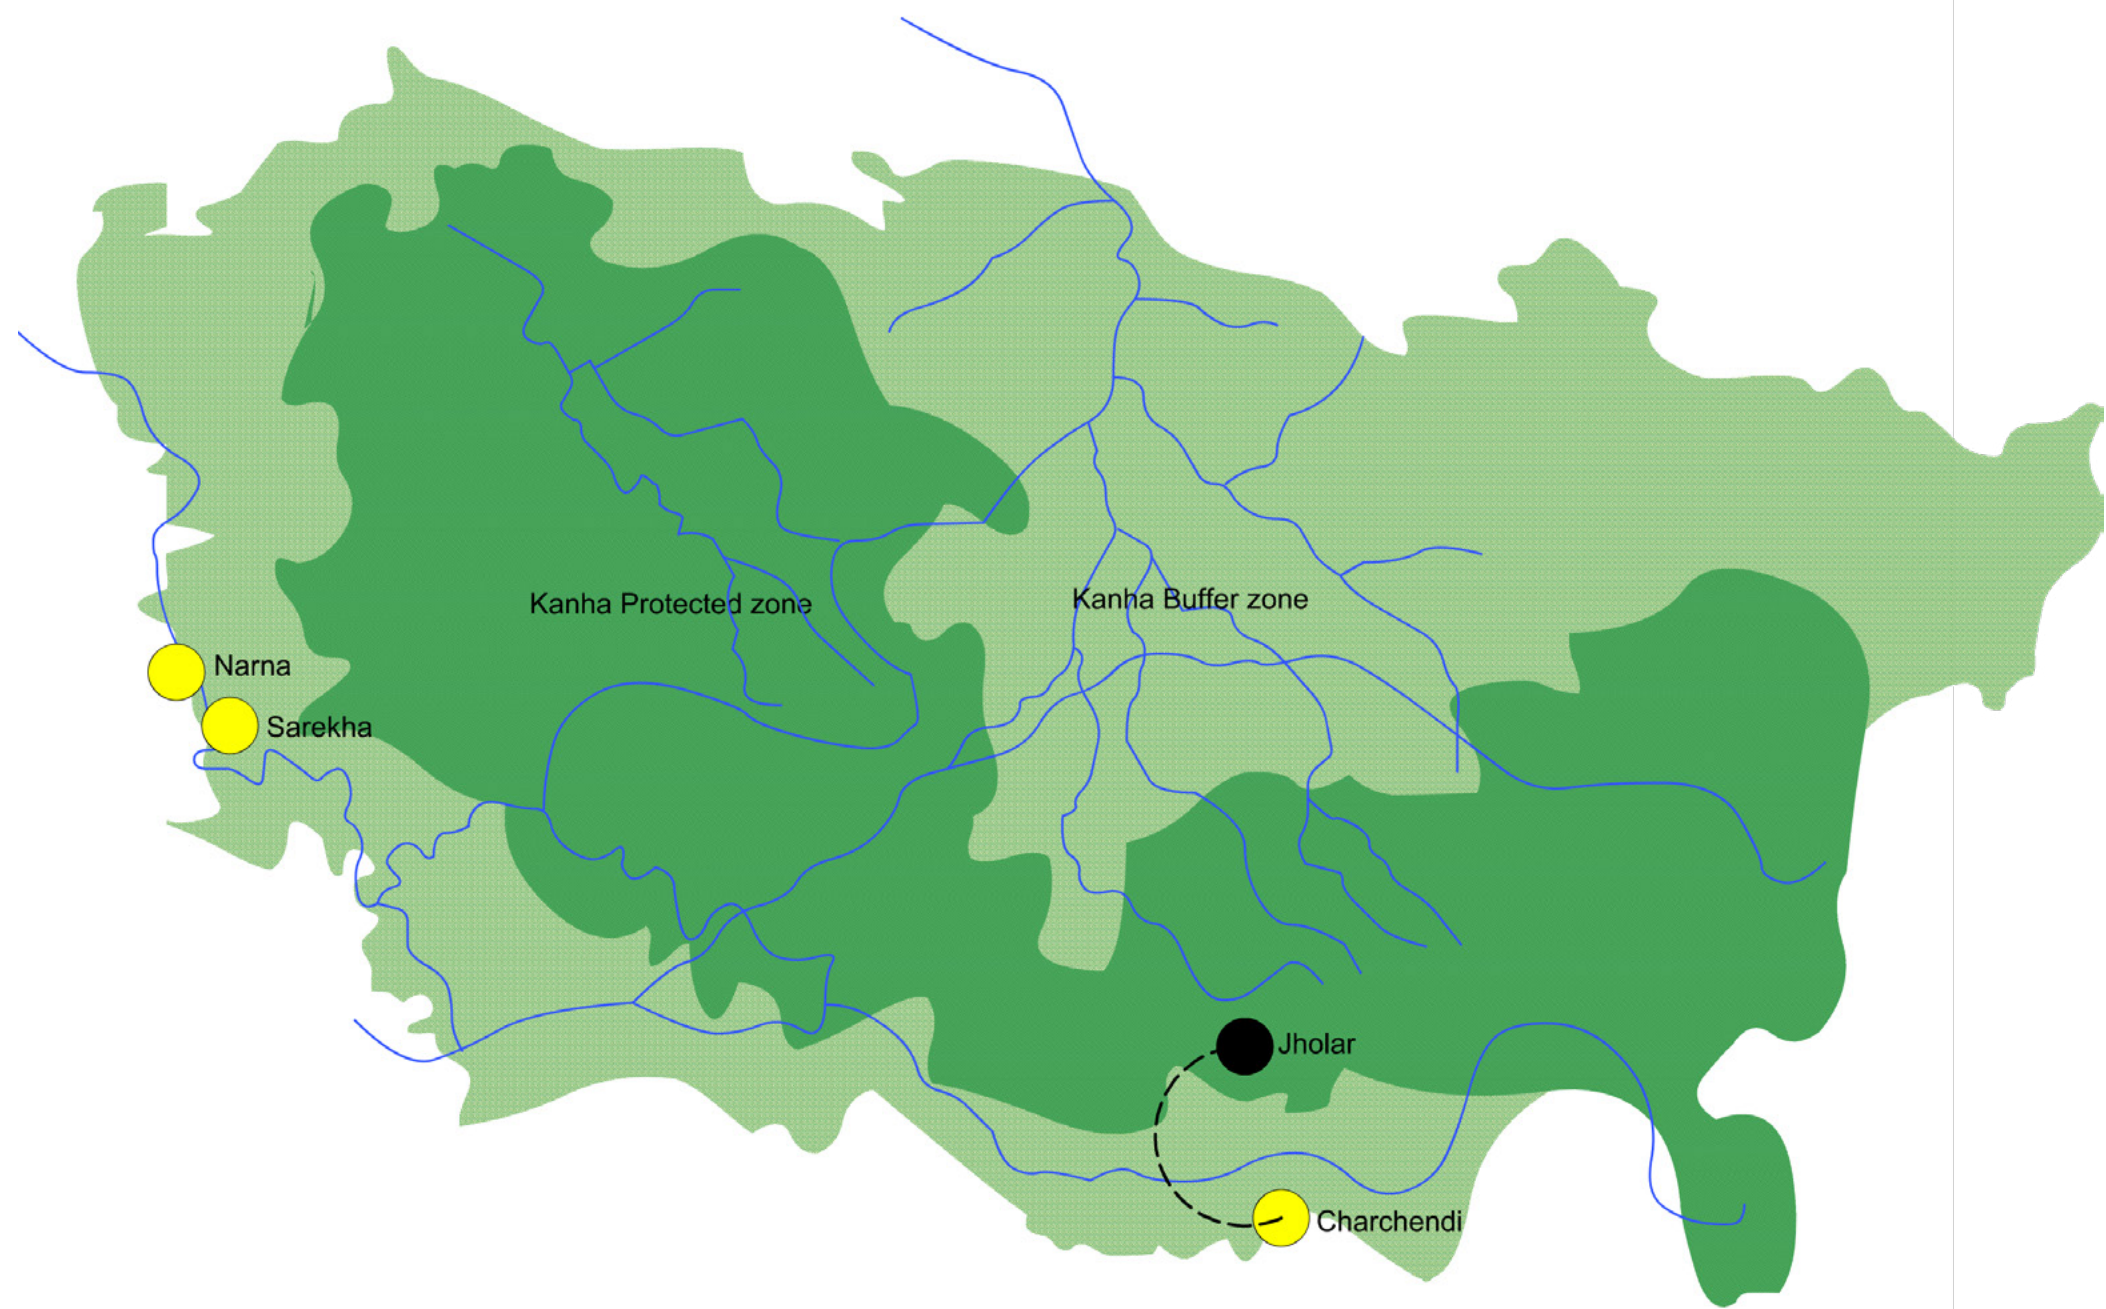 Kanha Protected zone
Kanha Buffer zone
Narna
Sarekha
Jholar
Charchendi